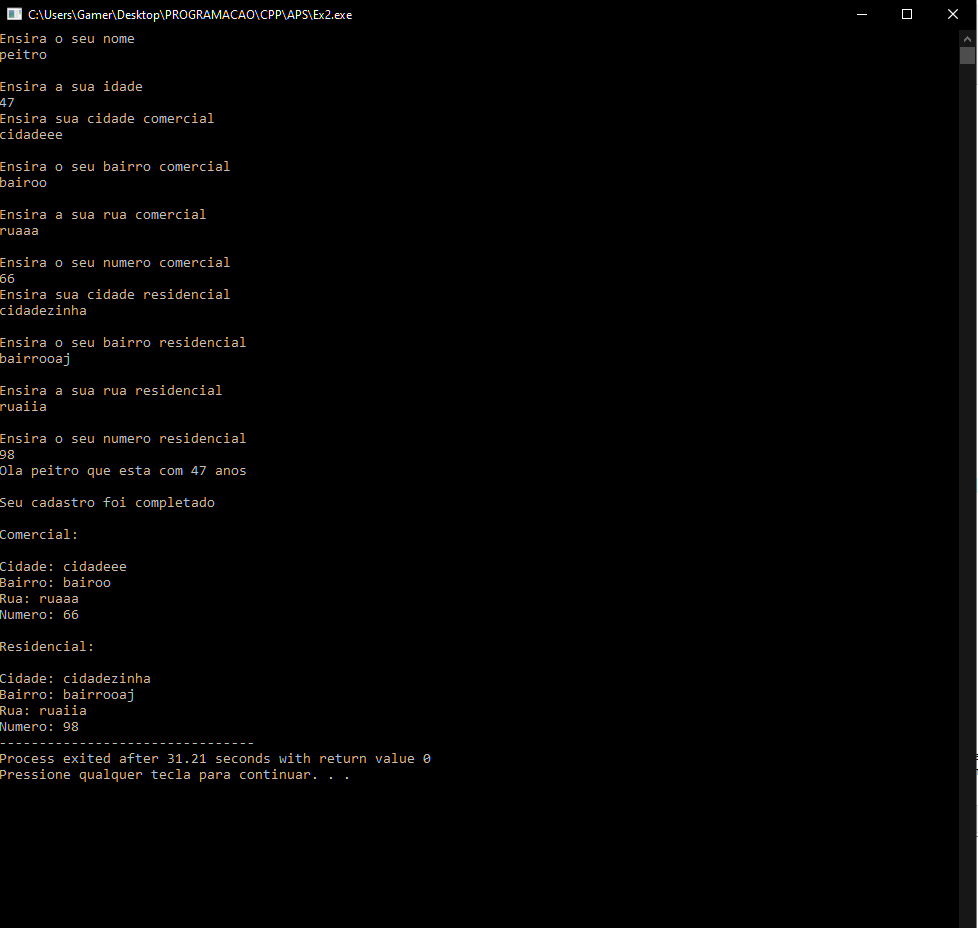 C:\Users\Gamer\Desktop\PROGRAMACAO\CPP\APS\Ex2.exe
Ensira o seu nome
peitro
Ensira a sua idade
47
Ensira sua cidade comercial
cidadeee
Ensira o seu bairro comercial
bairoo
Ensira a sua rua comercial
ruaaa
Ensira o seu numero comercial
66
Ensira sua cidade residencial
cidadezinha
Ensira o seu bairro residencial
bairrooaj
Ensira a sua rua residencial
ruaiia
Ensira o seu numero residencial
98
Ola peitro que esta com 47 anos
Seu cadastro foi completado
Comercial:
Cidade: cidadeee
Bairro: bairoo
Rua: ruaaa
Numero: 66
Residencial:
Cidade: cidadezinha
Bairro: bairrooaj
Rua: ruaiia
Numero: 98
--------------------------------
Process exited after 31.21 seconds with return value 0
Pressione qualquer tecla para continuar. . .